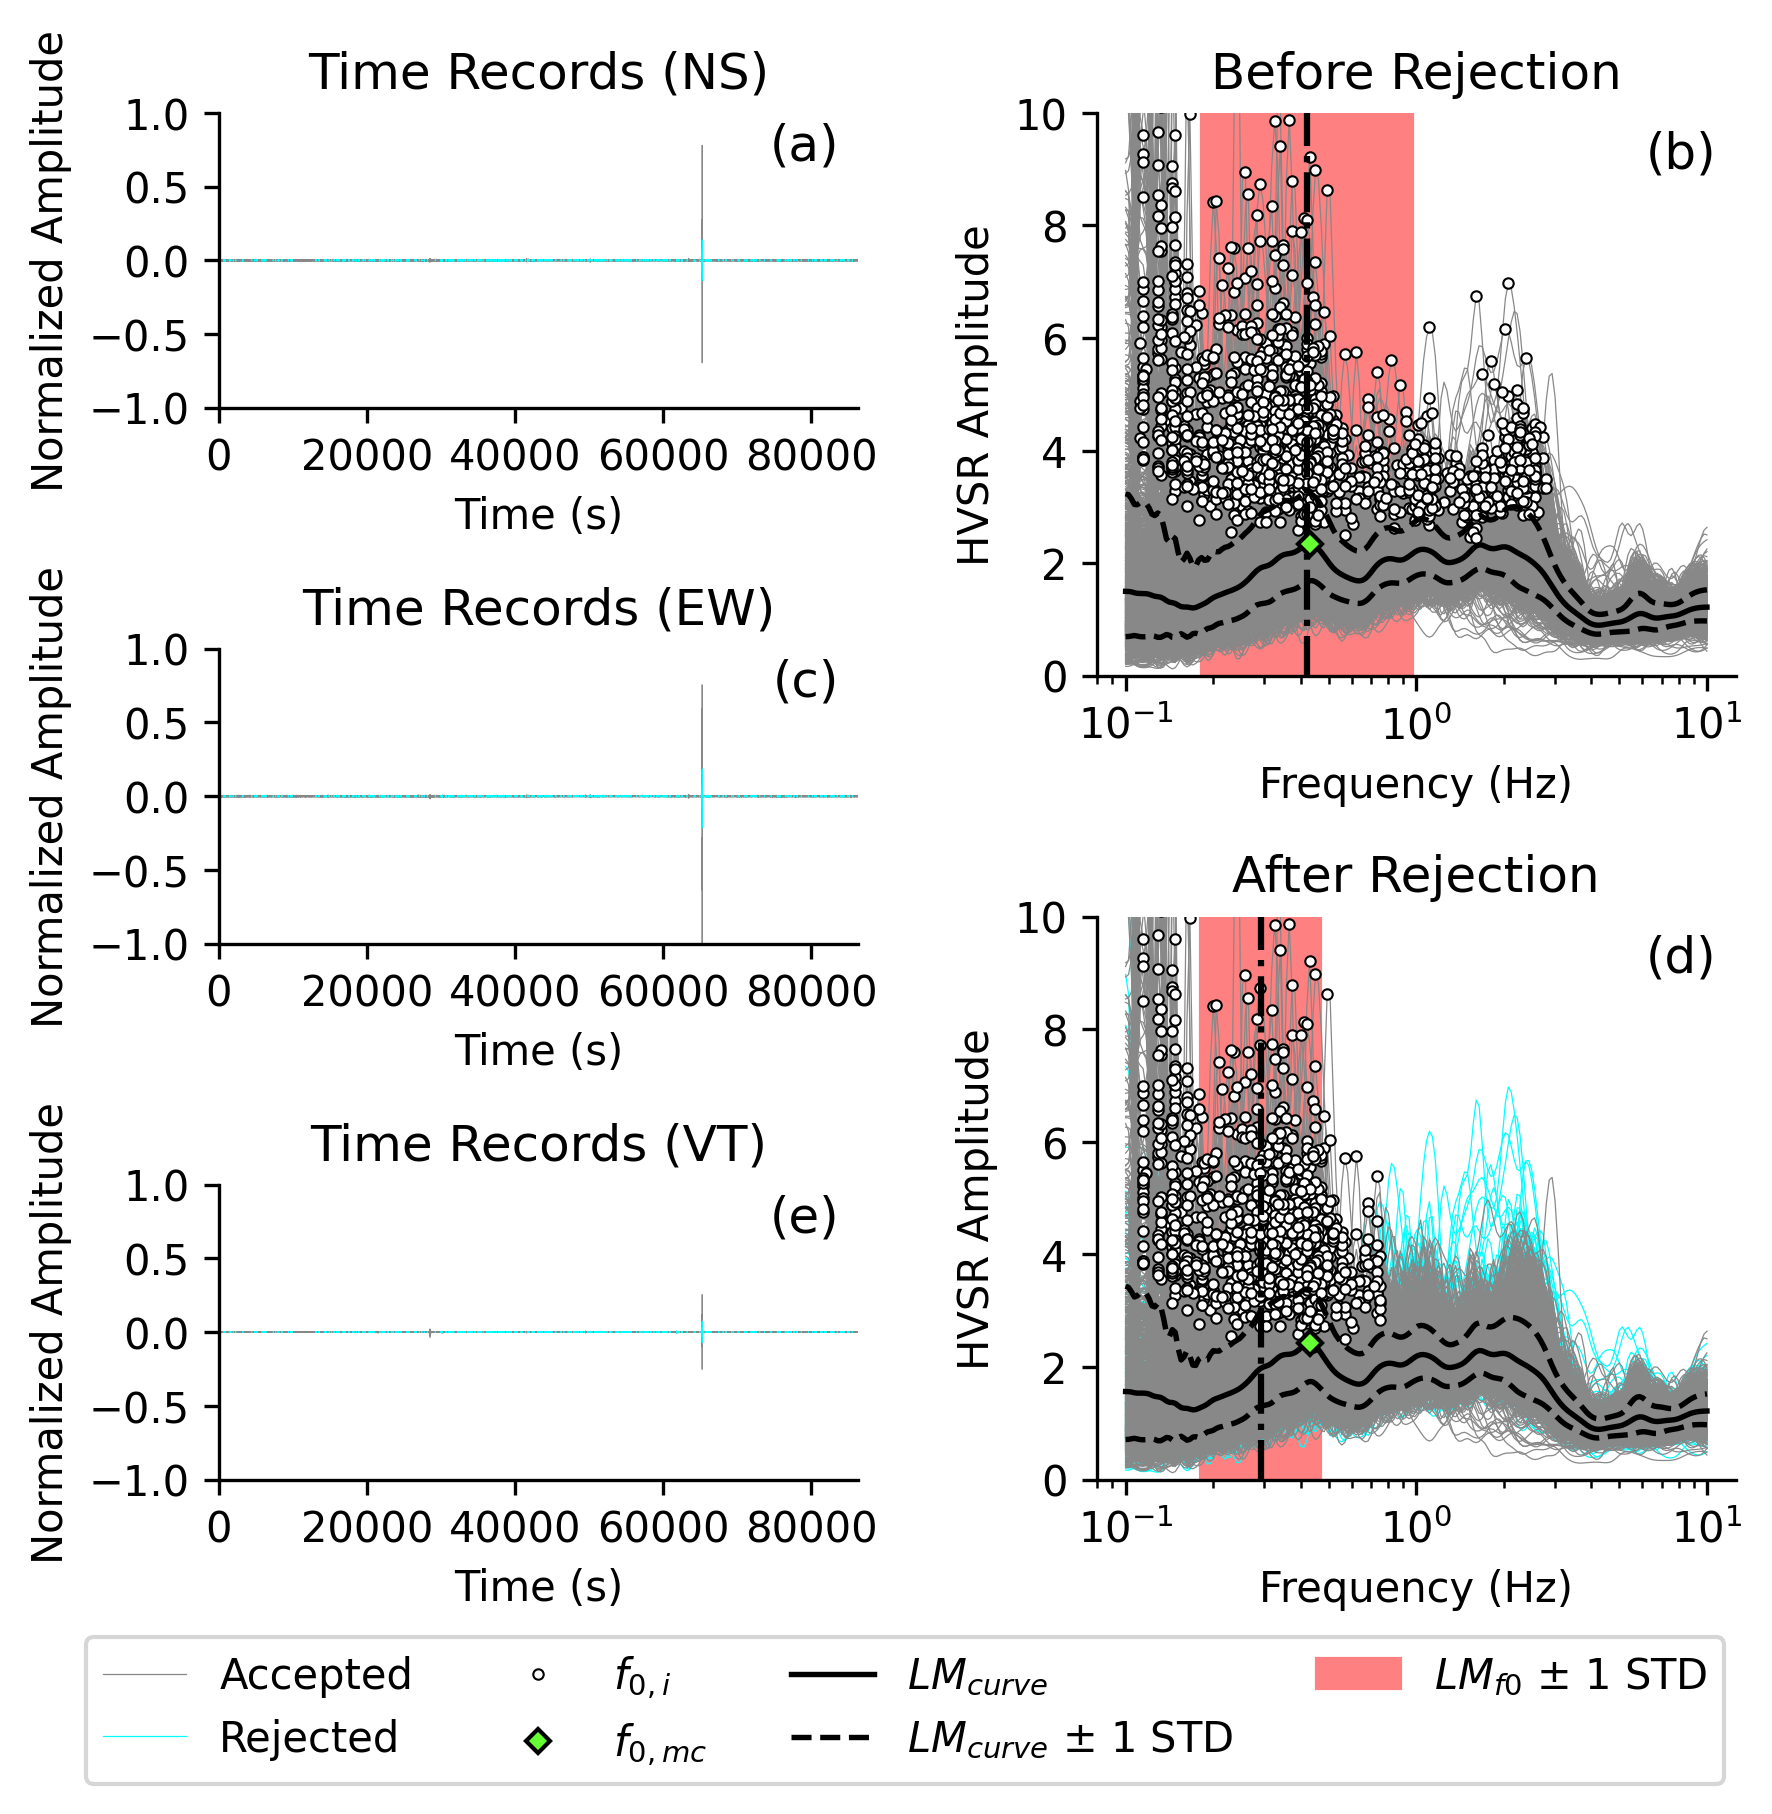 Time Records (NS)
Normalized Amplitude
1.0
0.5
0.0
−0.5
−1.0
(a)
0 20000 40000 60000 80000
Time (s)
Before Rejection
HVSR Amplitude
10
8
6
4
2
0
(b)
10⁻¹ 10⁰ 10¹
Frequency (Hz)
Time Records (EW)
Normalized Amplitude
1.0
0.5
0.0
−0.5
−1.0
(c)
0 20000 40000 60000 80000
Time (s)
After Rejection
HVSR Amplitude
10
8
6
4
2
0
(d)
10⁻¹ 10⁰ 10¹
Frequency (Hz)
Time Records (VT)
Normalized Amplitude
1.0
0.5
0.0
−0.5
−1.0
(e)
0 20000 40000 60000 80000
Time (s)
Accepted f0,i LMcurve LMf0 ± 1 STD
Rejected f0,mc LMcurve ± 1 STD